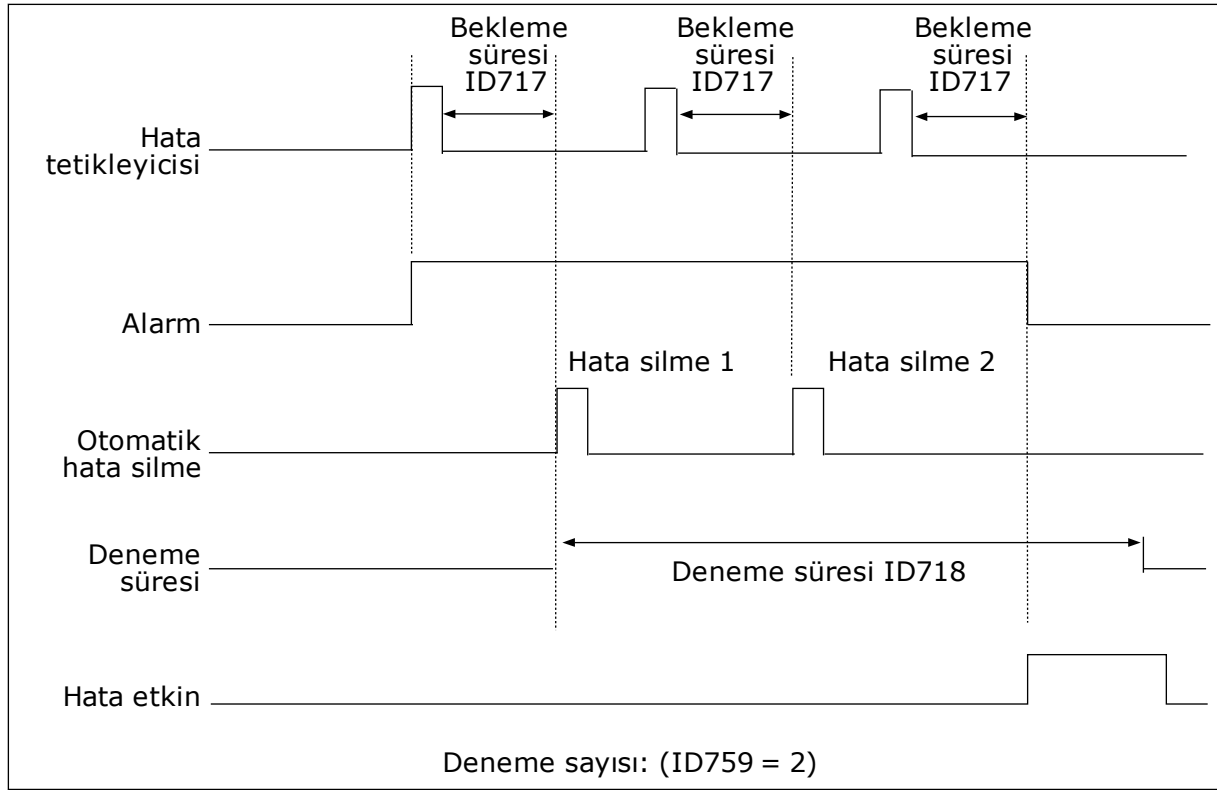 Bekleme
süresi
ID717
Bekleme
süresi
ID717
Bekleme
süresi
ID717
Hata
tetikleyicisi
Alarm
Hata silme 1
Hata silme 2
Otomatik
hata silme
Deneme
süresi
Deneme süresi ID718
Hata etkin
Deneme sayısı: (ID759 = 2)